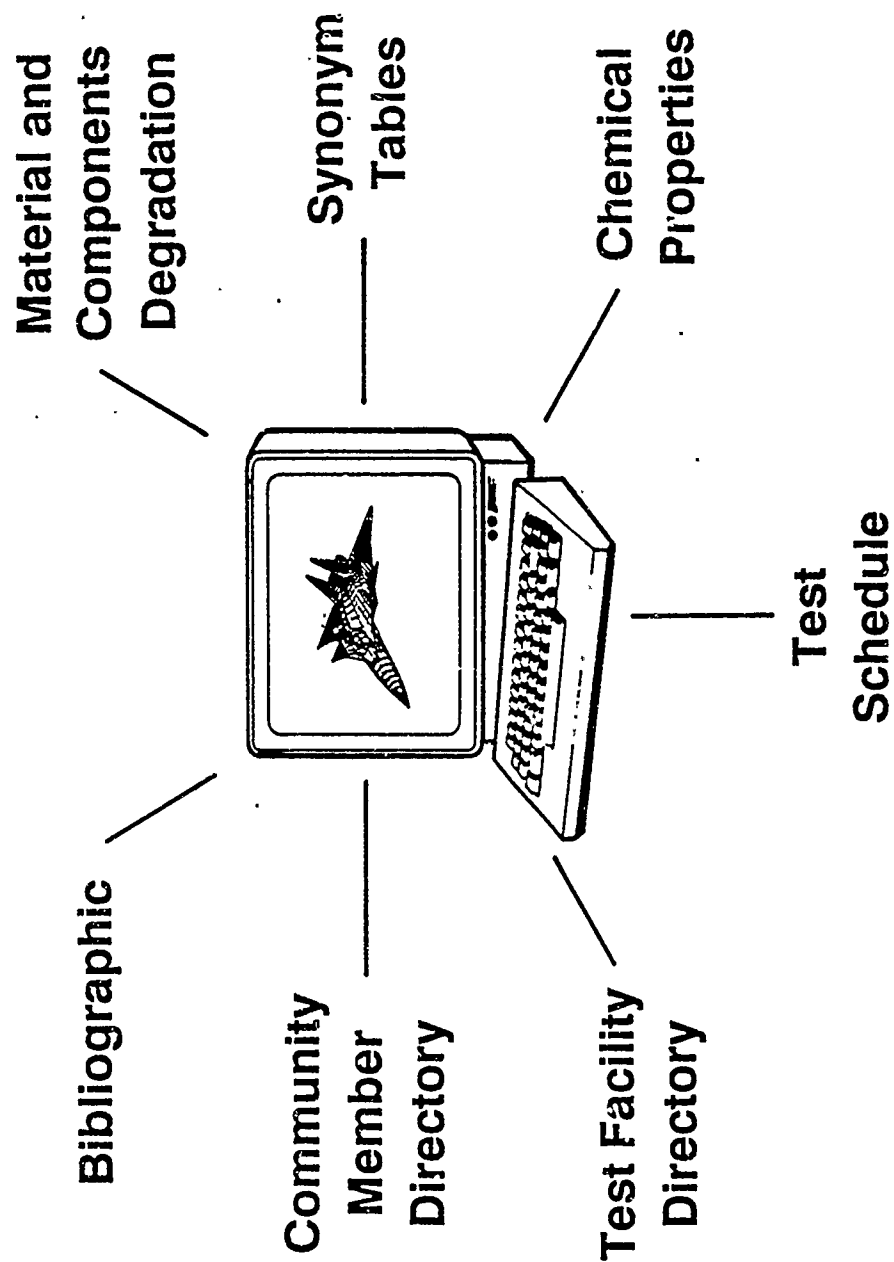 Bibliographic
Material and
Components
Degradation
Community
Member
Directory
Synonym
Tables
Test Facility
Directory
Chemical
Properties
Test
Schedule